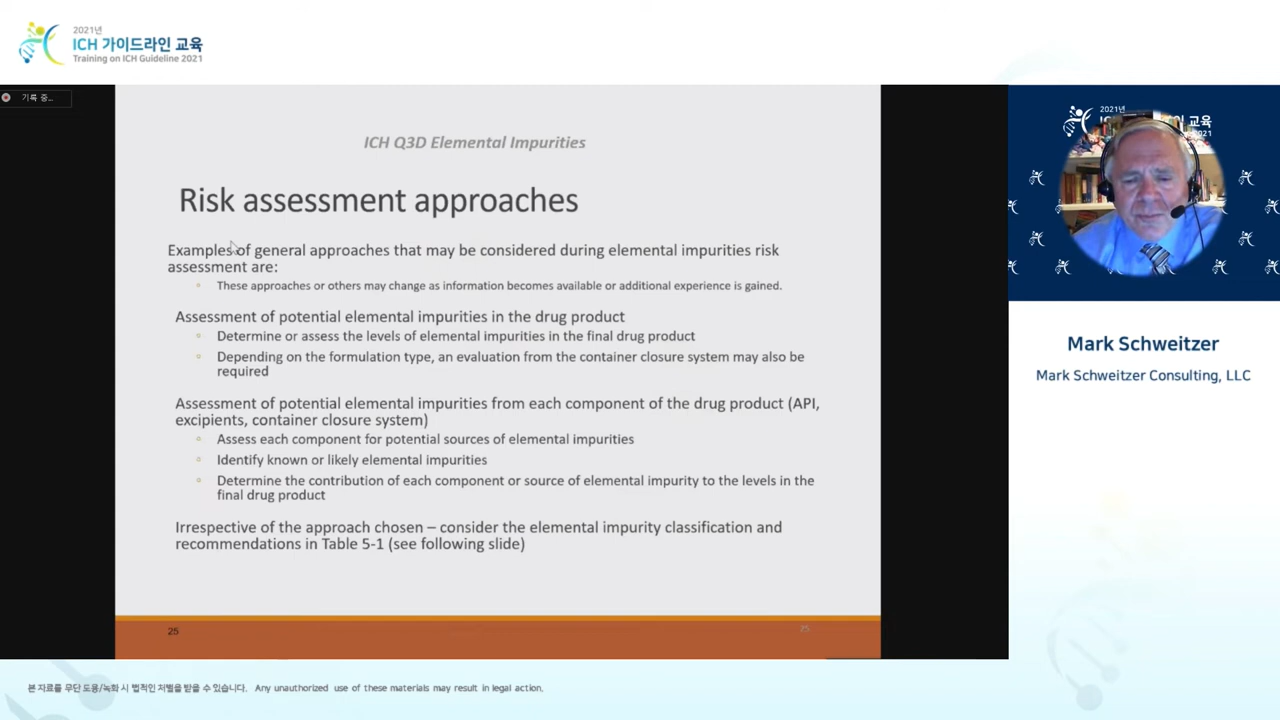 2021년
ICH 가이드라인 교육
Training on ICH Guideline 2021
기록 중...
ICH Q3D Elemental Impurities
Risk assessment approaches
Examples of general approaches that may be considered during elemental impurities risk
assessment are:
These approaches or others may change as information becomes available or additional experience is gained.
Assessment of potential elemental impurities in the drug product
Determine or assess the levels of elemental impurities in the final drug product
Depending on the formulation type, an evaluation from the container closure system may also be
required
Assessment of potential elemental impurities from each component of the drug product (API,
excipients, container closure system)
Assess each component for potential sources of elemental impurities
Identify known or likely elemental impurities
Determine the contribution of each component or source of elemental impurity to the levels in the
final drug product
Irrespective of the approach chosen – consider the elemental impurity classification and
recommendations in Table 5-1 (see following slide)
25
25
2021년
교육
2021
Mark Schweitzer
Mark Schweitzer Consulting, LLC
본 자료를 무단 도용/녹화 시 법적인 처벌을 받을 수 있습니다. Any unauthorized use of these materials may result in legal action.